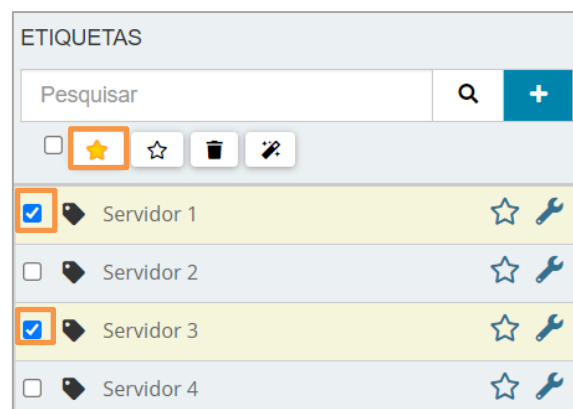 ETIQUETAS
Pesquisar
Servidor 1
Servidor 2
Servidor 3
Servidor 4